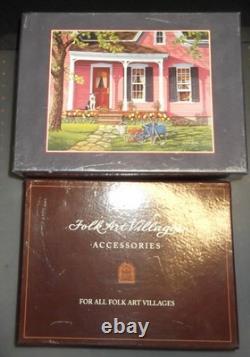 Folk Art Villages
ACCESSORIES
FOR ALL FOLK ART VILLAGES